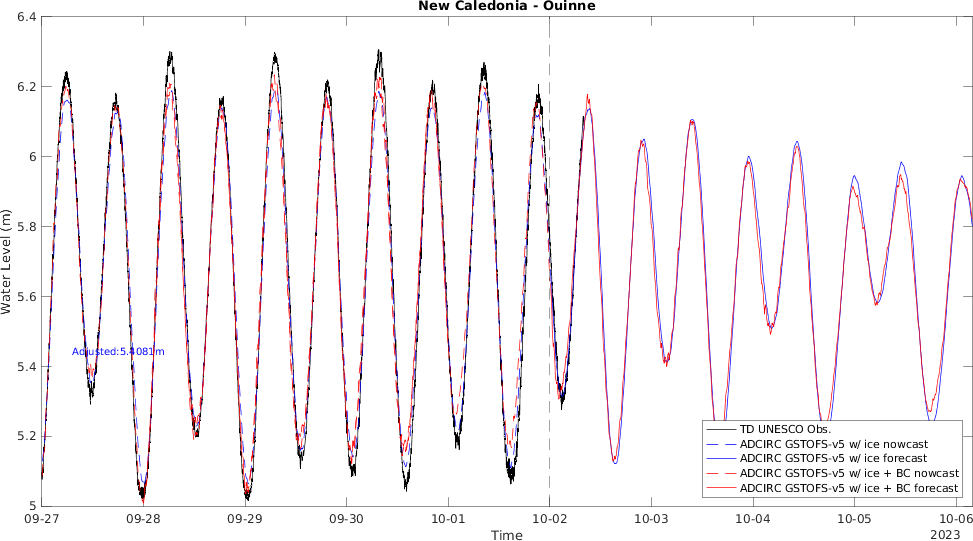 New Caledonia - Ouinne
6.4
6.2
6
5.8
5.6
5.4
5.2
5
Water Level (m)
Adjusted:5.4081m
TD UNESCO Obs.
ADCIRC GSTOFS-v5 w/ ice nowcast
ADCIRC GSTOFS-v5 w/ ice forecast
ADCIRC GSTOFS-v5 w/ ice + BC nowcast
ADCIRC GSTOFS-v5 w/ ice + BC forecast
09-27 09-28 09-29 09-30 10-01 10-02 10-03 10-04 10-05 10-06
2023
Time